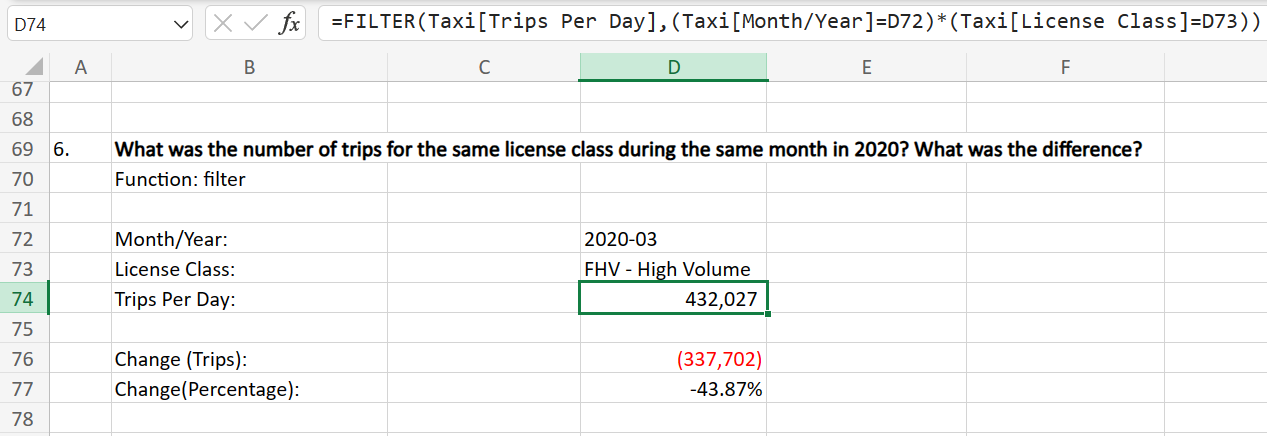 D74 fx =FILTER(Taxi[Trips Per Day],(Taxi[Month/Year]=D72)*(Taxi[License Class]=D73))
A B C D E F
67
68
69 6. What was the number of trips for the same license class during the same month in 2020? What was the difference?
70 Function: filter
71
72 Month/Year: 2020-03
73 License Class: FHV - High Volume
74 Trips Per Day: 432,027
75
76 Change (Trips): (337,702)
77 Change(Percentage): -43.87%
78